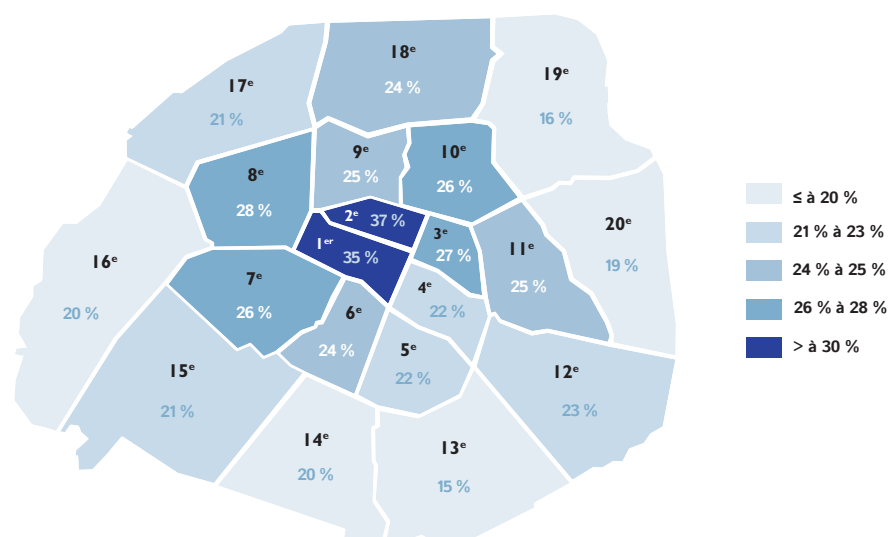 18ᵉ
24 %
19ᵉ
16 %
17ᵉ
21 %
9ᵉ
25 %
10ᵉ
26 %
8ᵉ
28 %
2ᵉ 37 %
1ᵉʳ
35 %
3ᵉ
27 %
11ᵉ
25 %
20ᵉ
19 %
16ᵉ
20 %
7ᵉ
26 %
6ᵉ
24 %
4ᵉ
22 %
5ᵉ
22 %
15ᵉ
21 %
12ᵉ
23 %
14ᵉ
20 %
13ᵉ
15 %
≤ à 20 %
21 % à 23 %
24 % à 25 %
26 % à 28 %
> à 30 %